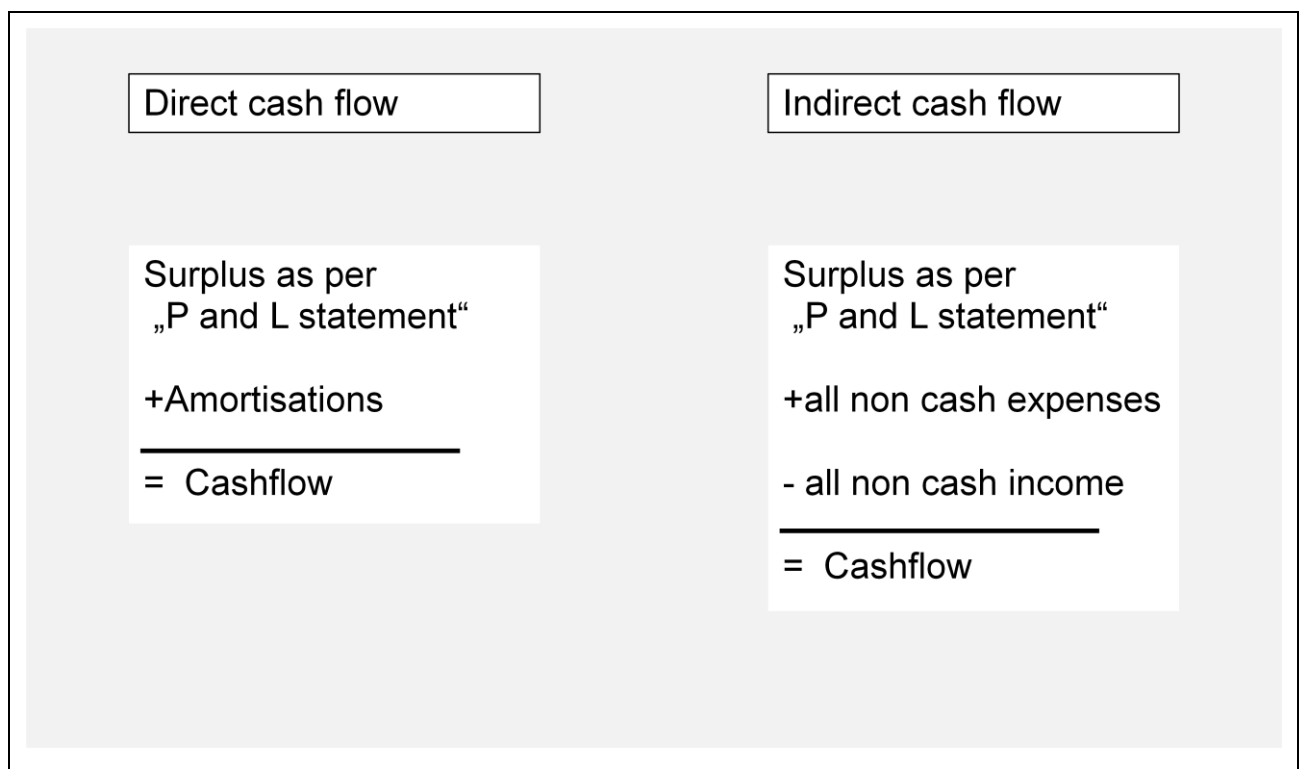 Direct cash flow
Surplus as per
„P and L statement“
+Amortisations
= Cashflow
Indirect cash flow
Surplus as per
„P and L statement“
+all non cash expenses
- all non cash income
= Cashflow